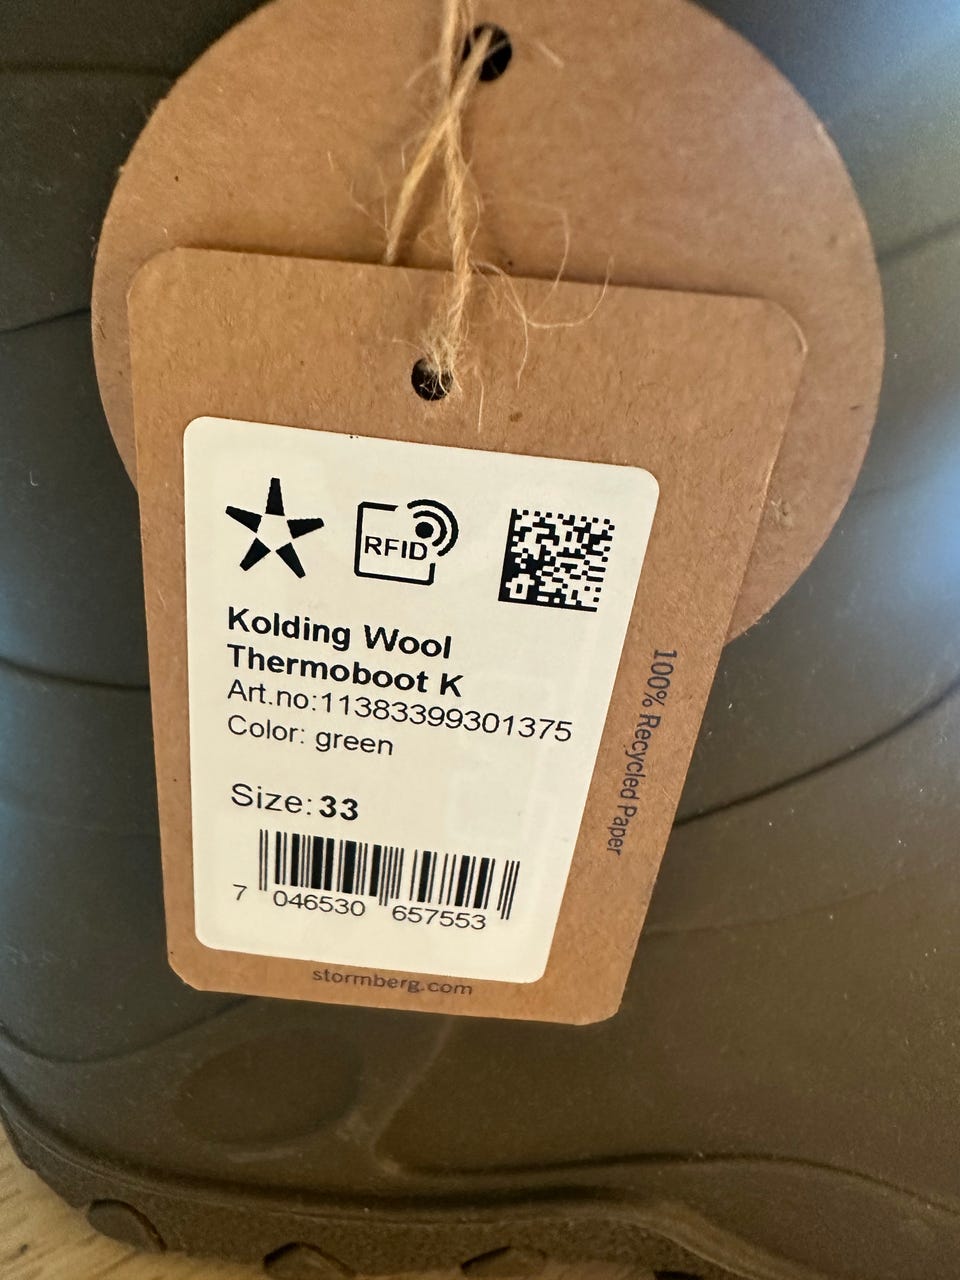 RFID
Kolding Wool
Thermoboot K
Art.no:11383399301375
Color: green
Size: 33
7 046530 657553
100% Recycled Paper
stormberg.com